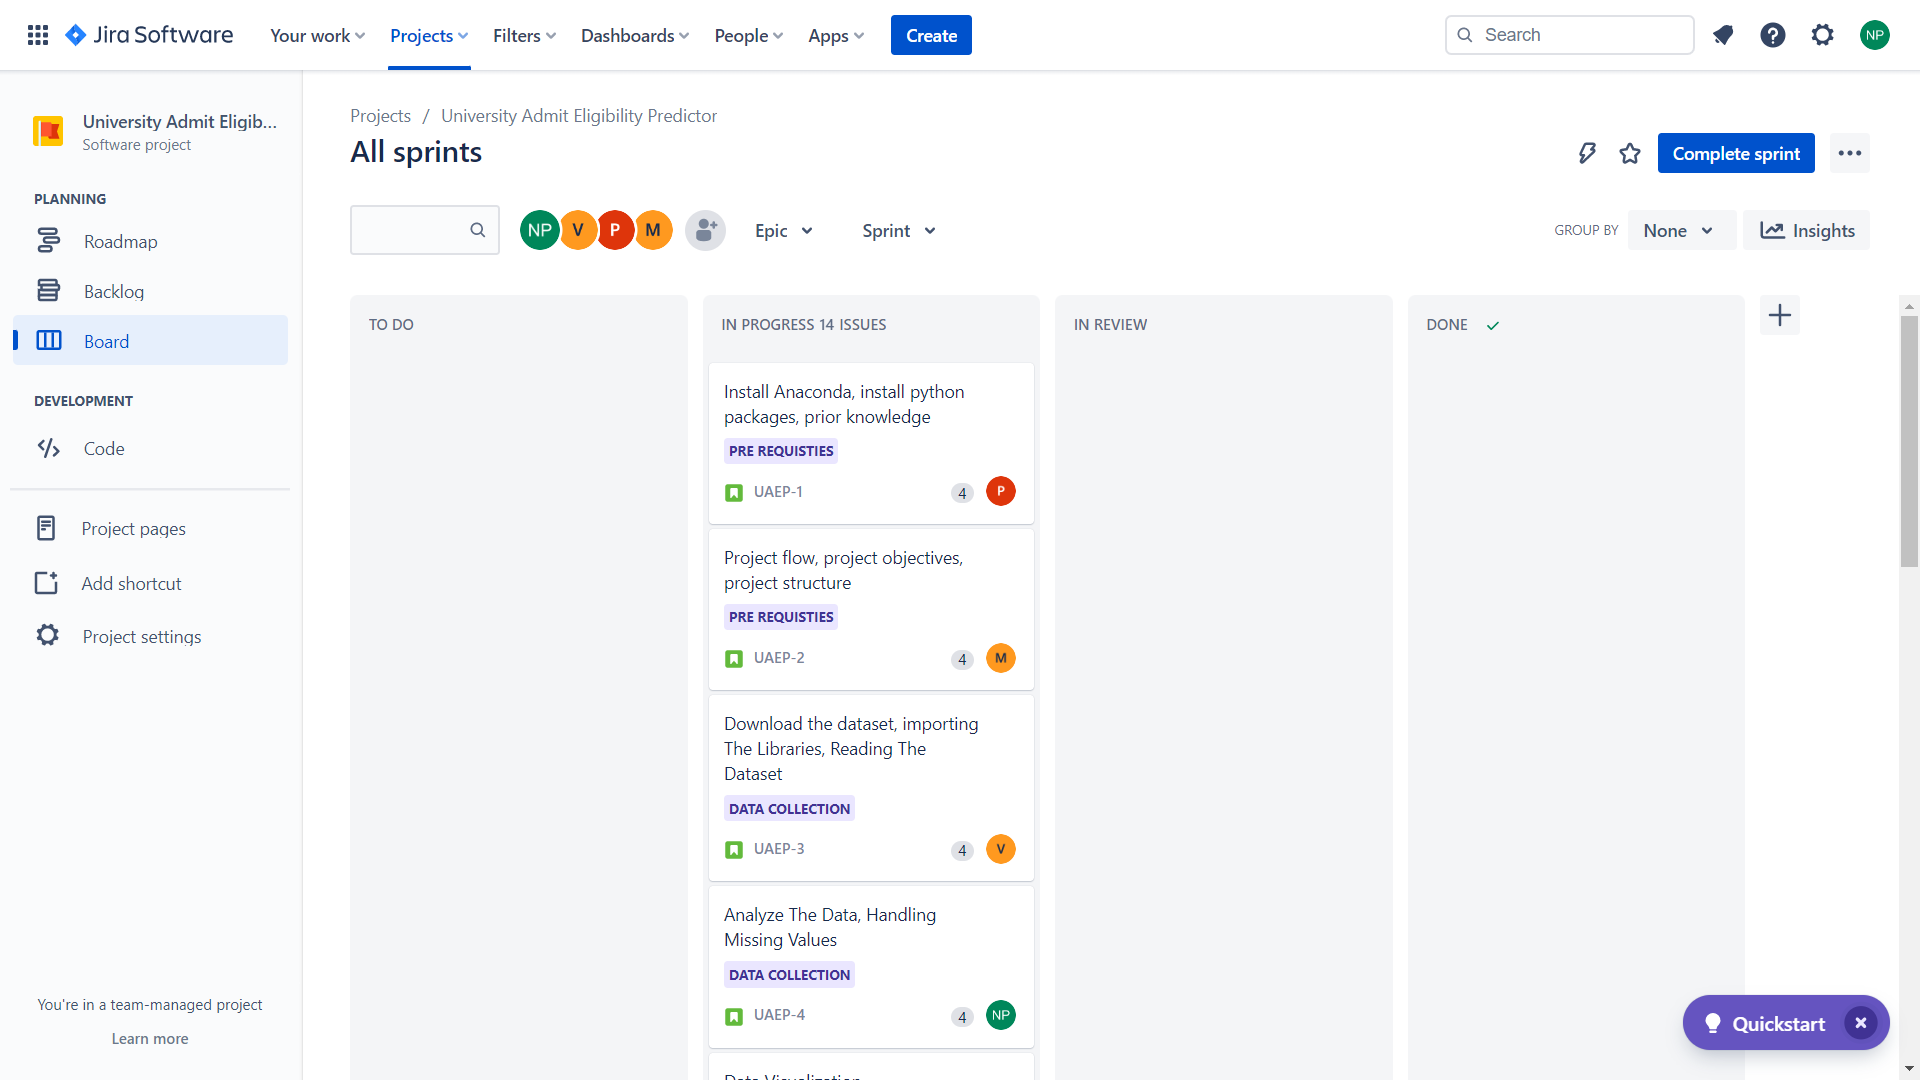 Jira Software
Your work
Projects
Filters
Dashboards
People
Apps
Create
Search
NP
University Admit Eligib...
Software project
PLANNING
Roadmap
Backlog
Board
DEVELOPMENT
Code
Project pages
Add shortcut
Project settings
You're in a team-managed project
Learn more
Projects / University Admit Eligibility Predictor
All sprints
Complete sprint
NP V P M
Epic
Sprint
GROUP BY
None
Insights
TO DO
IN PROGRESS 14 ISSUES
IN REVIEW
DONE
Install Anaconda, install python
packages, prior knowledge
PRE REQUISTIES
UAEP-1 4 P
Project flow, project objectives,
project structure
PRE REQUISTIES
UAEP-2 4 M
Download the dataset, importing
The Libraries, Reading The
Dataset
DATA COLLECTION
UAEP-3 4 V
Analyze The Data, Handling
Missing Values
DATA COLLECTION
UAEP-4 4 NP
Data Visualization
Quickstart